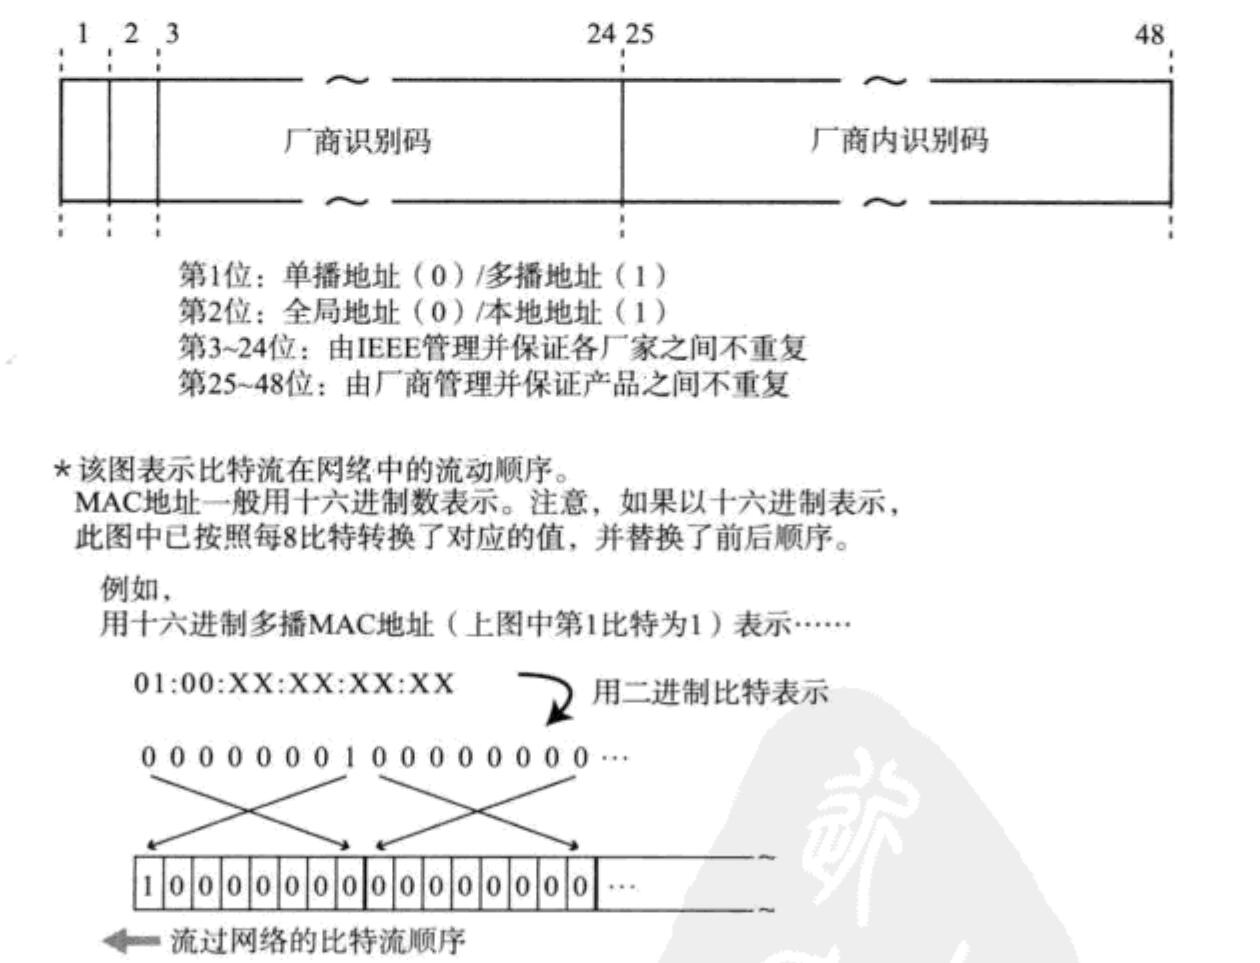 1 2 3 24 25 48
厂商识别码 厂商内识别码
第1位：单播地址（0）/多播地址（1）
第2位：全局地址（0）/本地地址（1）
第3~24位：由IEEE管理并保证各厂家之间不重复
第25~48位：由厂商管理并保证产品之间不重复
*该图表示比特流在网络中的流动顺序。
MAC地址一般用十六进制数表示。注意，如果以十六进制表示，
此图中已按照每8比特转换了对应的值，并替换了前后顺序。
例如，
用十六进制多播MAC地址（上图中第1比特为1）表示……
01:00:XX:XX:XX:XX 用二进制比特表示
0 0 0 0 0 0 0 1 0 0 0 0 0 0 0 0 …
1 0 0 0 0 0 0 0 0 0 0 0 0 0 0 0 …
流过网络的比特流顺序